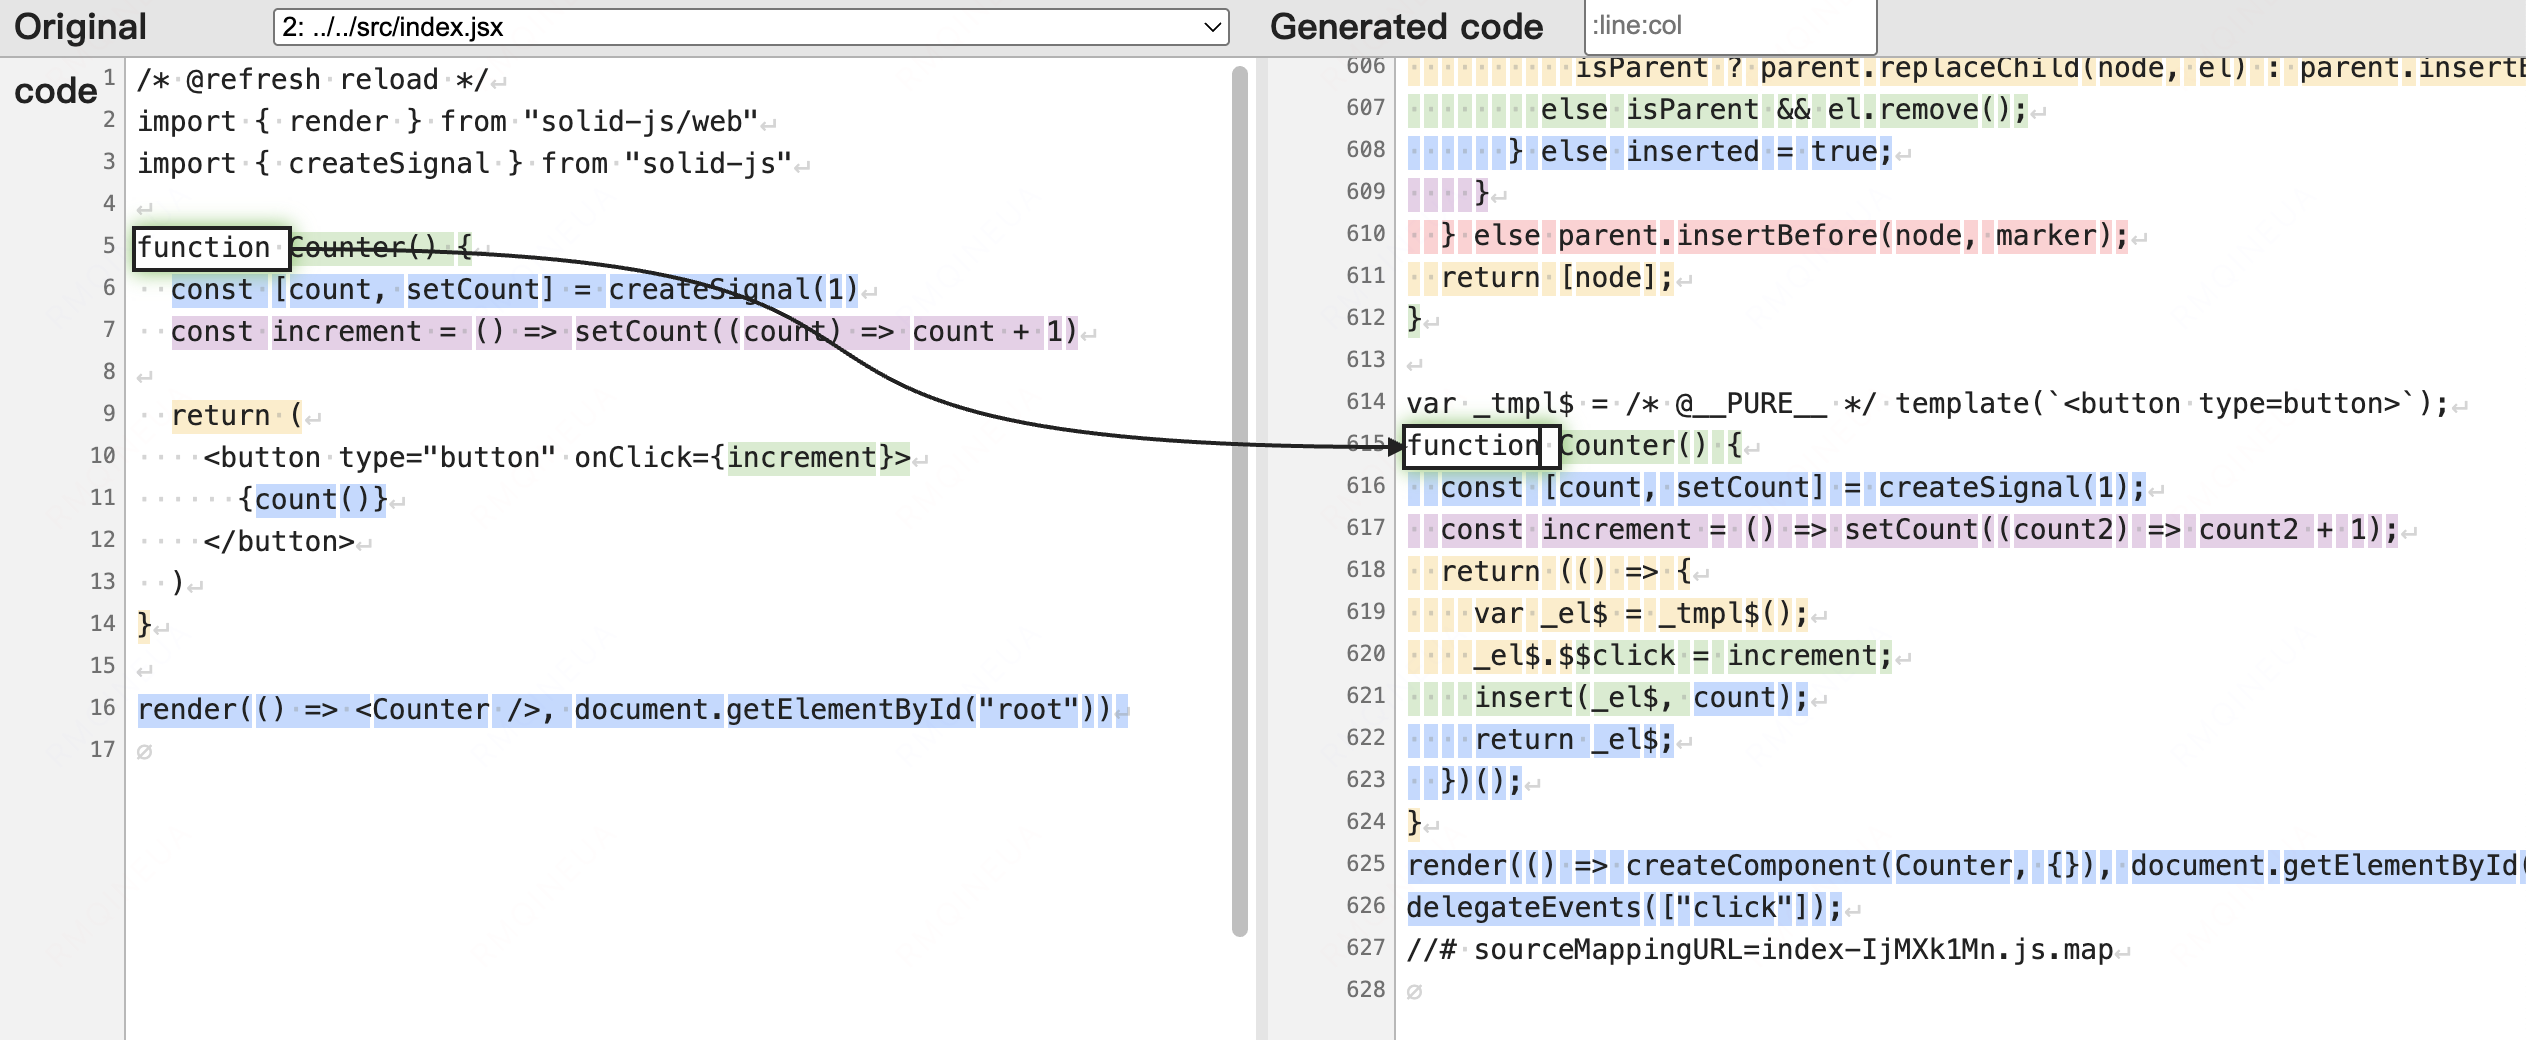 Original code
2: ../../src/index.jsx
1 /* @refresh reload */
2 import { render } from "solid-js/web"
3 import { createSignal } from "solid-js"
4
5 function Counter() {
6   const [count, setCount] = createSignal(1)
7   const increment = () => setCount((count) => count + 1)
8
9   return (
10     <button type="button" onClick={increment}>
11       {count()}
12     </button>
13   )
14 }
15
16 render(() => <Counter />, document.getElementById("root"))
17
Generated code
:line:col
606           isParent ? parent.replaceChild(node, el) : parent.insertB
607         else isParent && el.remove();
608       } else inserted = true;
609     }
610   } else parent.insertBefore(node, marker);
611   return [node];
612 }
613
614 var _tmpl$ = /* @__PURE__ */ template(`<button type=button>`);
615 function Counter() {
616   const [count, setCount] = createSignal(1);
617   const increment = () => setCount((count2) => count2 + 1);
618   return (() => {
619     var _el$ = _tmpl$();
620     _el$.$$click = increment;
621     insert(_el$, count);
622     return _el$;
623   })();
624 }
625 render(() => createComponent(Counter, {}), document.getElementById(
626 delegateEvents(["click"]);
627 //# sourceMappingURL=index-IjMXk1Mn.js.map
628